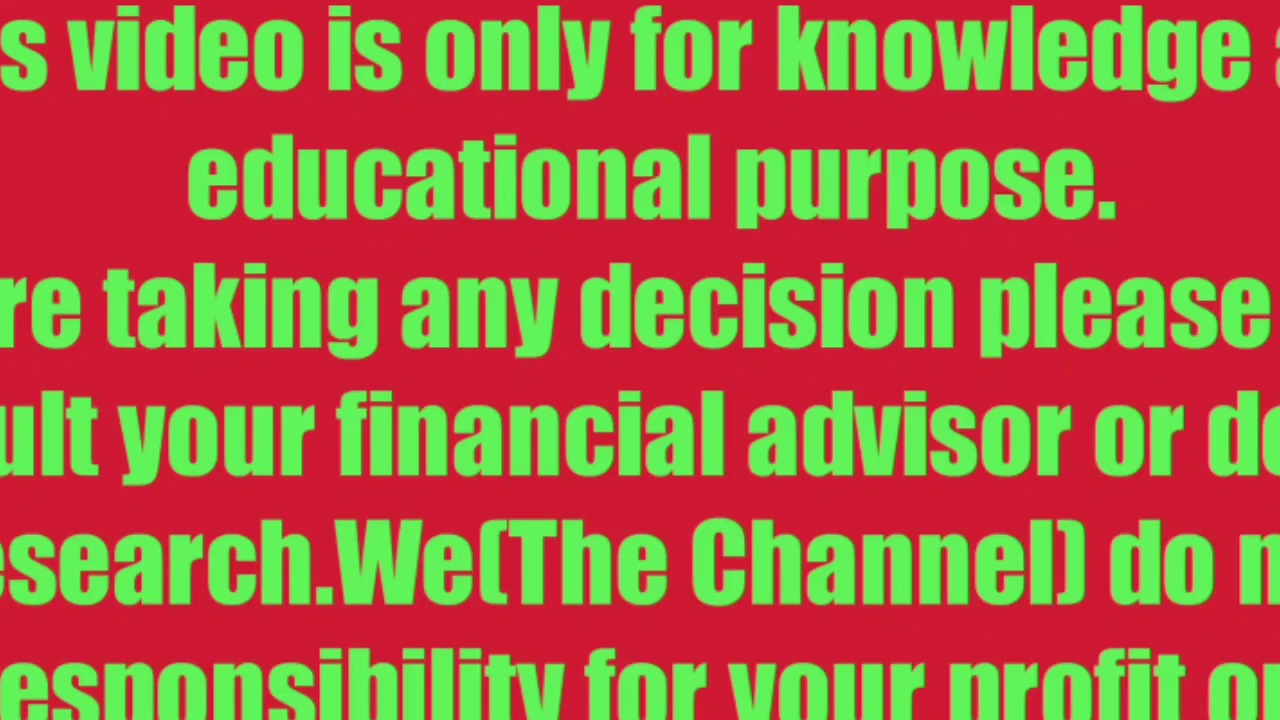 s video is only for knowledge
educational purpose.
re taking any decision please
ult your financial advisor or
esearch.We(The Channel) do
esponsibility for your profit or